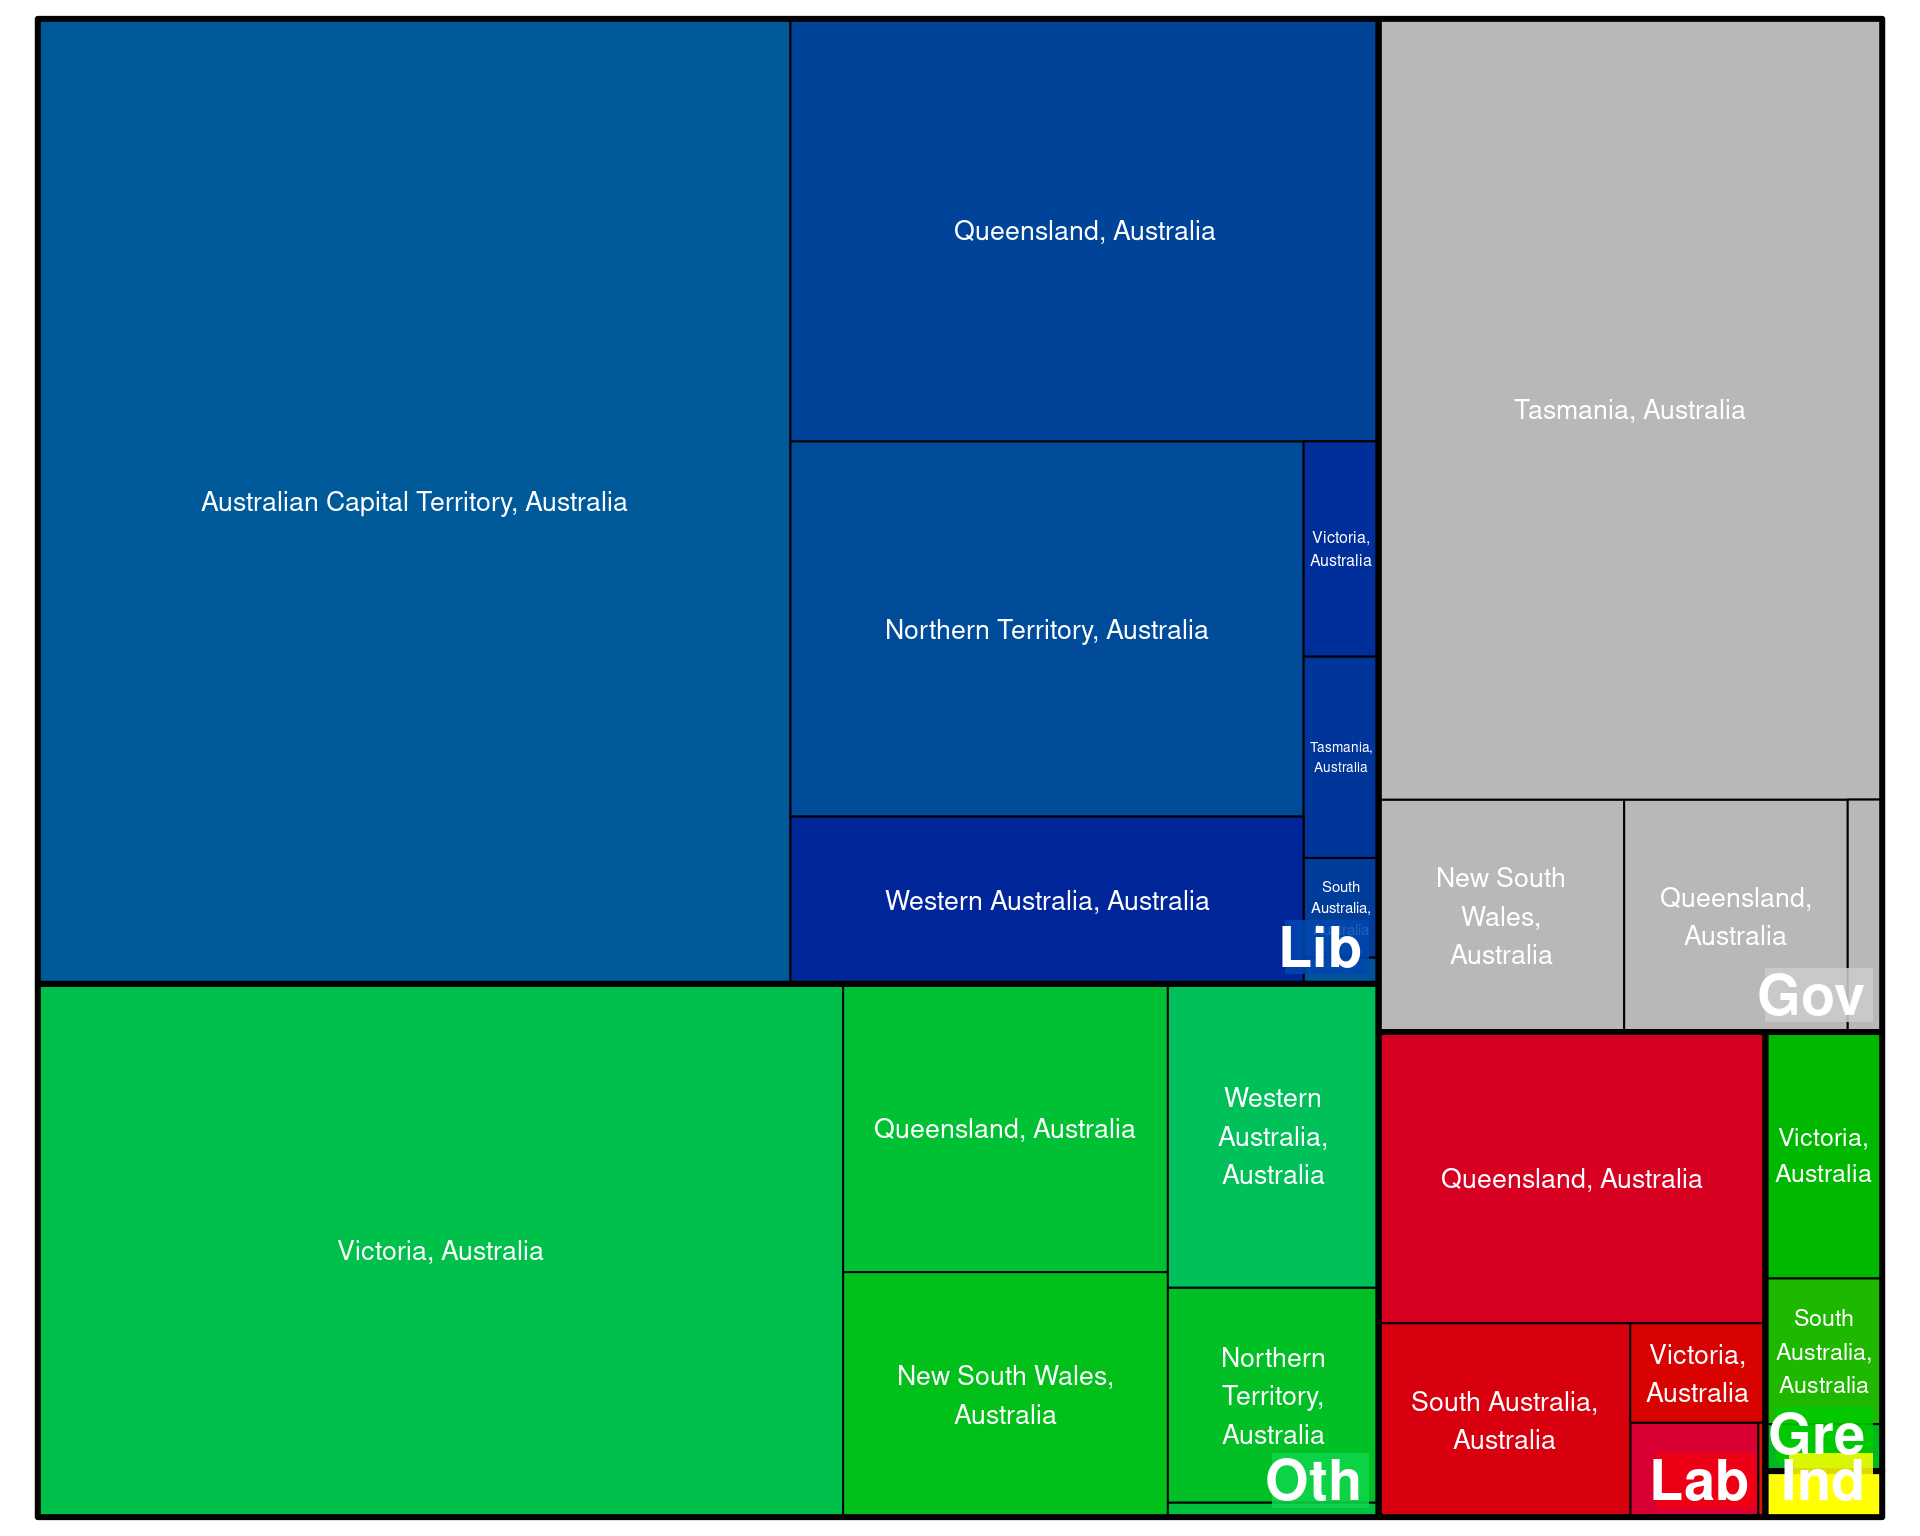 Australian Capital Territory, Australia
Queensland, Australia
Northern Territory, Australia
Victoria,
Australia
Tasmania,
Australia
Western Australia, Australia
South
Australia,
Australia
Lib
Tasmania, Australia
New South
Wales,
Australia
Queensland,
Australia
Gov
Victoria, Australia
Queensland, Australia
New South Wales,
Australia
Western
Australia,
Australia
Northern
Territory,
Australia
Oth
Queensland, Australia
South Australia,
Australia
Victoria,
Australia
Lab
Victoria,
Australia
South
Australia,
Australia
Gre
Ind